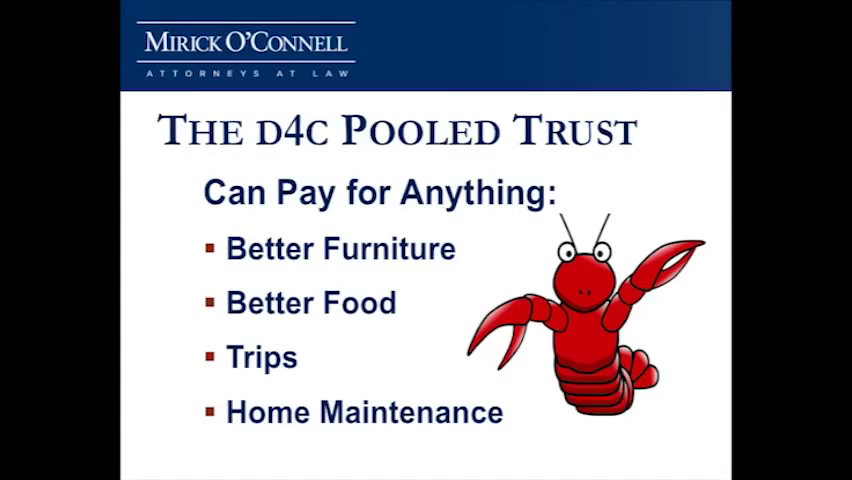 MIRICK O'CONNELL
ATTORNEYS AT LAW
THE D4C POOLED TRUST
Can Pay for Anything:
▪ Better Furniture
▪ Better Food
▪ Trips
▪ Home Maintenance